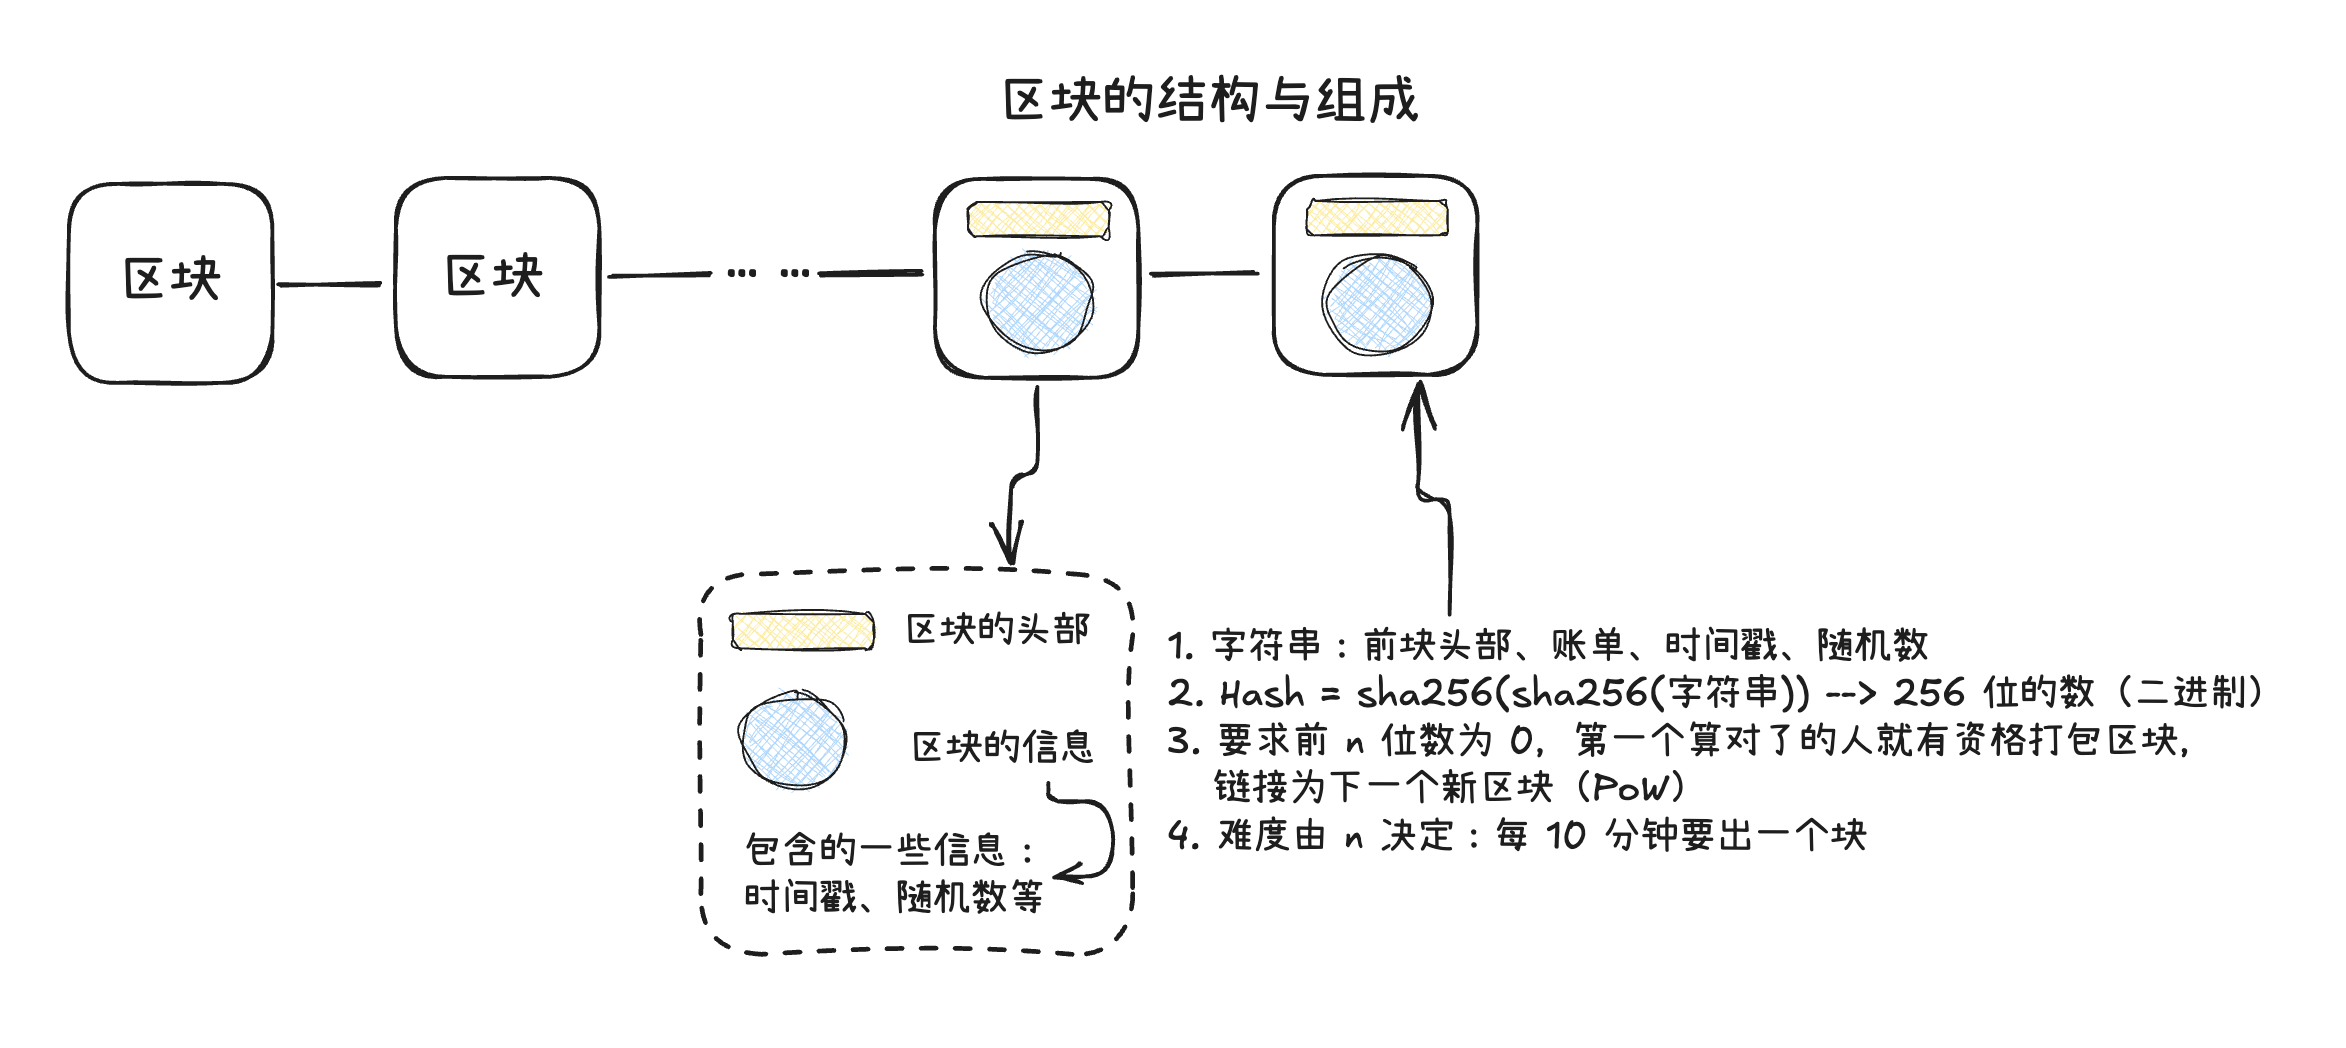 区块的结构与组成
区块
区块
... ...
区块的头部
区块的信息
包含的一些信息：
时间戳、随机数等
1. 字符串：前块头部、账单、时间戳、随机数
2. Hash = sha256(sha256(字符串)) --> 256 位的数（二进制）
3. 要求前 n 位数为 0，第一个算对了的人就有资格打包区块，
链接为下一个新区块（PoW）
4. 难度由 n 决定：每 10 分钟要出一个块